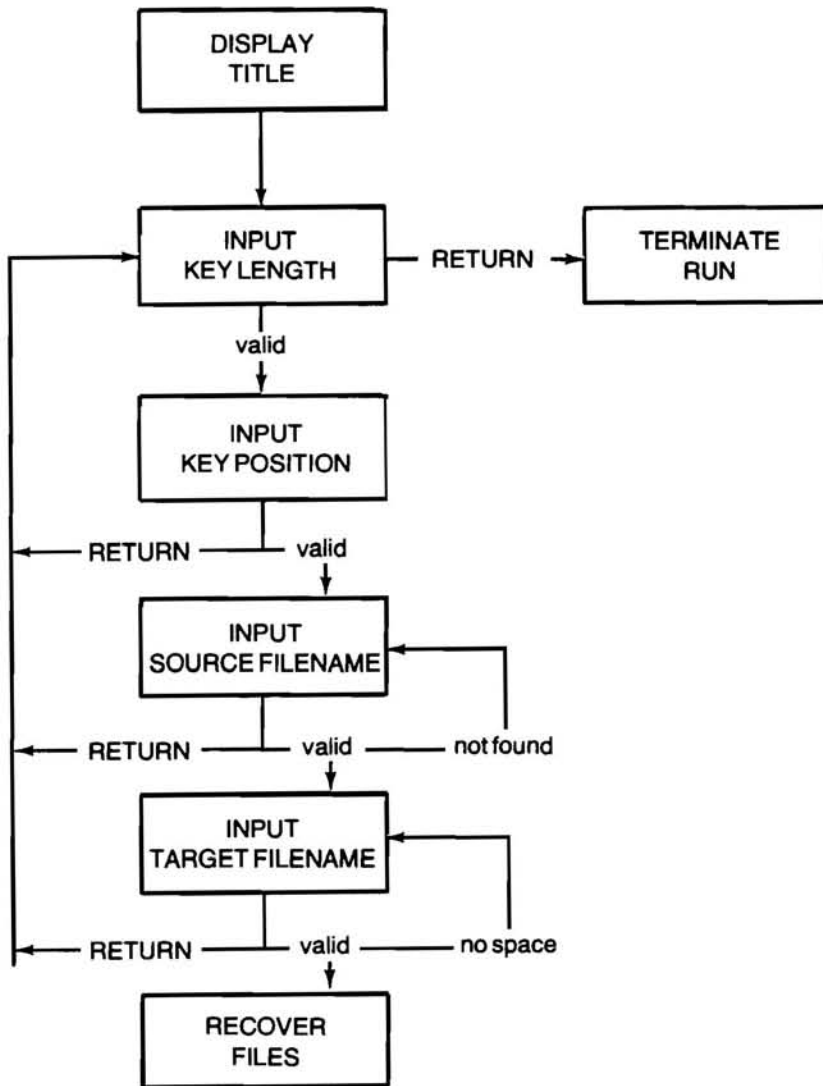 DISPLAY
TITLE
INPUT
KEY LENGTH
RETURN
TERMINATE
RUN
valid
INPUT
KEY POSITION
RETURN
valid
INPUT
SOURCE FILENAME
RETURN
valid
not found
INPUT
TARGET FILENAME
RETURN
valid
no space
RECOVER
FILES